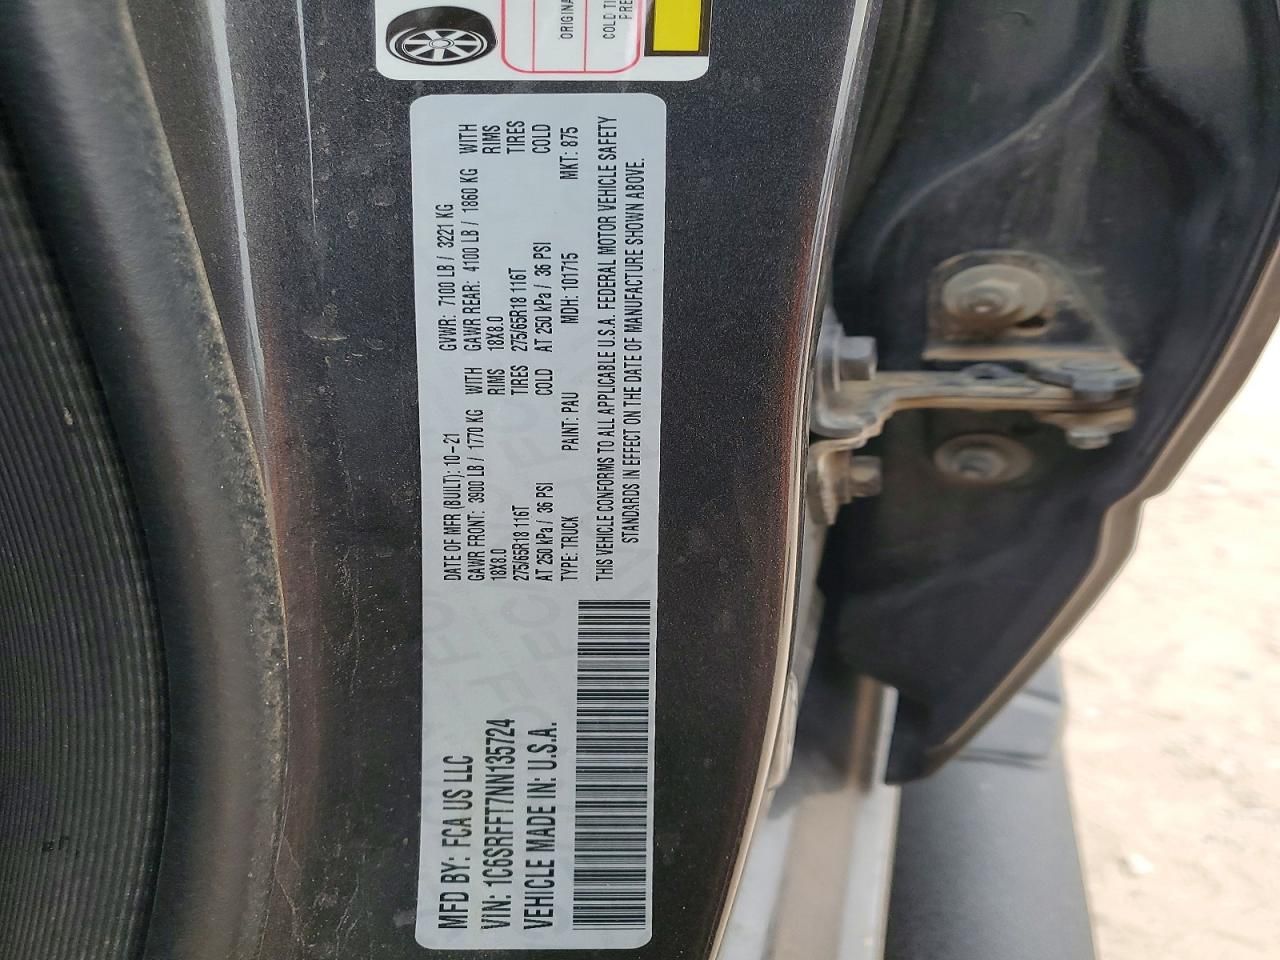 ORIGINA
COLD TI
PRE
MFD BY: FCA US LLC
VIN: 1C6SRFFT7NN135724
VEHICLE MADE IN: U.S.A.
DATE OF MFR (BUILT): 10-21 GVWR: 7100 LB / 3221 KG
GAWR FRONT: 3900 LB / 1770 KG WITH GAWR REAR: 4100 LB / 1860 KG WITH
18X8.0 RIMS 18X8.0 RIMS
275/65R18 116T TIRES 275/65R18 116T TIRES
AT 250 kPa / 36 PSI COLD AT 250 kPa / 36 PSI COLD
TYPE: TRUCK PAINT: PAU MDH: 101715 MKT: 875
THIS VEHICLE CONFORMS TO ALL APPLICABLE U.S.A. FEDERAL MOTOR VEHICLE SAFETY
STANDARDS IN EFFECT ON THE DATE OF MANUFACTURE SHOWN ABOVE.